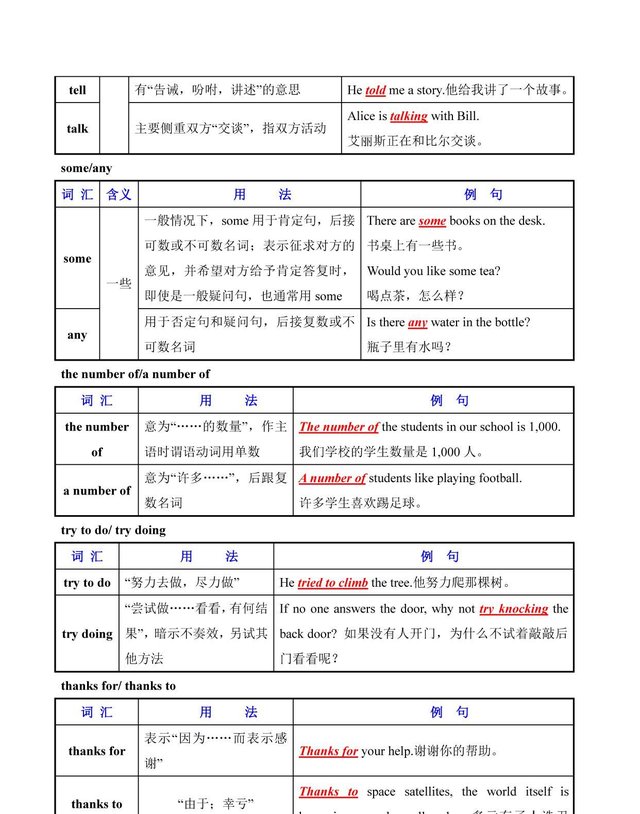 tell 有“告诫，吩咐，讲述”的意思 He told me a story.他给我讲了一个故事。
talk 主要侧重双方“交谈”，指双方活动 Alice is talking with Bill.
艾丽斯正在和比尔交谈。
some/any
词 汇 含义 用 法 例 句
some 一些 一般情况下，some 用于肯定句，后接 There are some books on the desk.
可数或不可数名词；表示征求对方的 书桌上有一些书。
意见，并希望对方给予肯定答复时， Would you like some tea?
即使是一般疑问句，也通常用 some 喝点茶，怎么样？
any 用于否定句和疑问句，后接复数或不 Is there any water in the bottle?
可数名词 瓶子里有水吗？
the number of/a number of
词 汇 用 法 例 句
the number 意为“……的数量”，作主 The number of the students in our school is 1,000.
of 语时谓语动词用单数 我们学校的学生数量是 1,000 人。
a number of 意为“许多……”，后跟复 A number of students like playing football.
数名词 许多学生喜欢踢足球。
try to do/ try doing
词 汇 用 法 例 句
try to do “努力去做，尽力做” He tried to climb the tree.他努力爬那棵树。
try doing “尝试做……看看，有何结 If no one answers the door, why not try knocking the
果”，暗示不奏效，另试其 back door? 如果没有人开门，为什么不试着敲敲后
他方法 门看看呢？
thanks for/ thanks to
词 汇 用 法 例 句
thanks for 表示“因为……而表示感 Thanks for your help.谢谢你的帮助。
谢”
thanks to “由于；幸亏” Thanks to space satellites, the world itself is